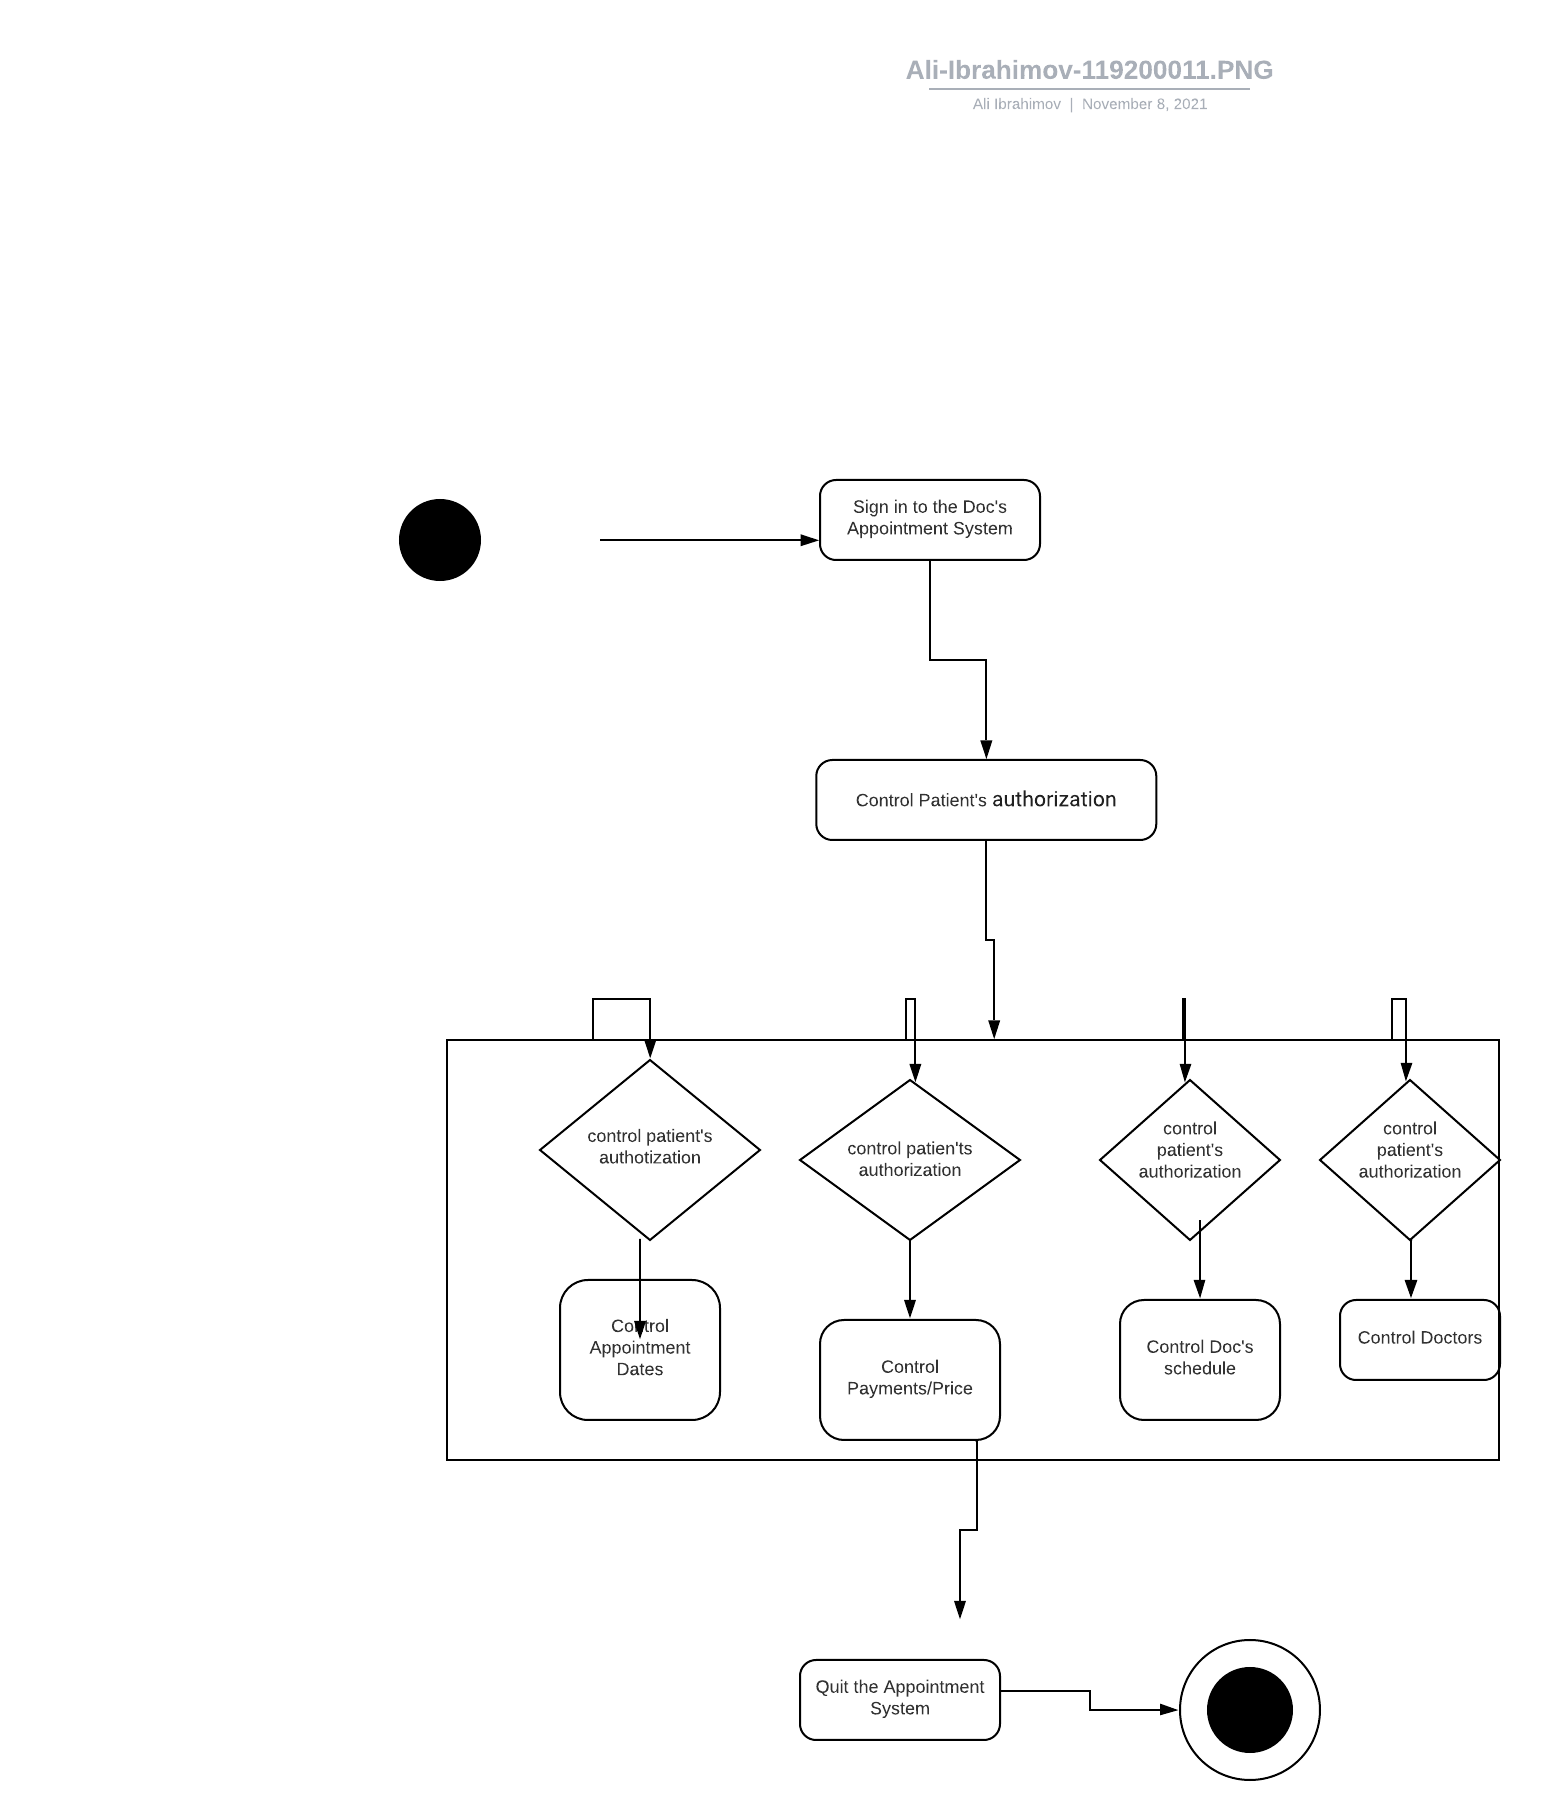 Ali-Ibrahimov-119200011.PNG
Ali Ibrahimov | November 8, 2021
Sign in to the Doc's
Appointment System
Control Patient's authorization
control patient's
authotization
control patien'ts
authorization
control
patient's
authorization
control
patient's
authorization
Control
Appointment
Dates
Control
Payments/Price
Control Doc's
schedule
Control Doctors
Quit the Appointment
System